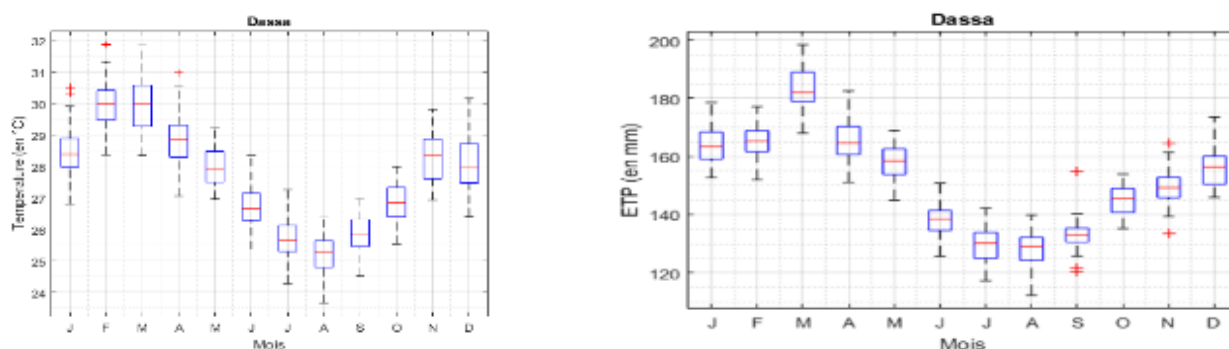 Dassa
32
31
30
29
28
27
26
25
24
Temperature (en °C)
J F M A M J J A S O N D
Mois
Dassa
200
180
160
140
120
ETP (en mm)
J F M A M J J A S O N D
Mois